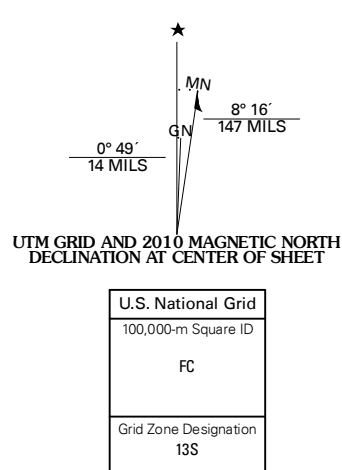 ★
MN
8° 16´
147 MILS
GN
0° 49´
14 MILS
UTM GRID AND 2010 MAGNETIC NORTH
DECLINATION AT CENTER OF SHEET
U.S. National Grid
100,000-m Square ID
FC
Grid Zone Designation
13S